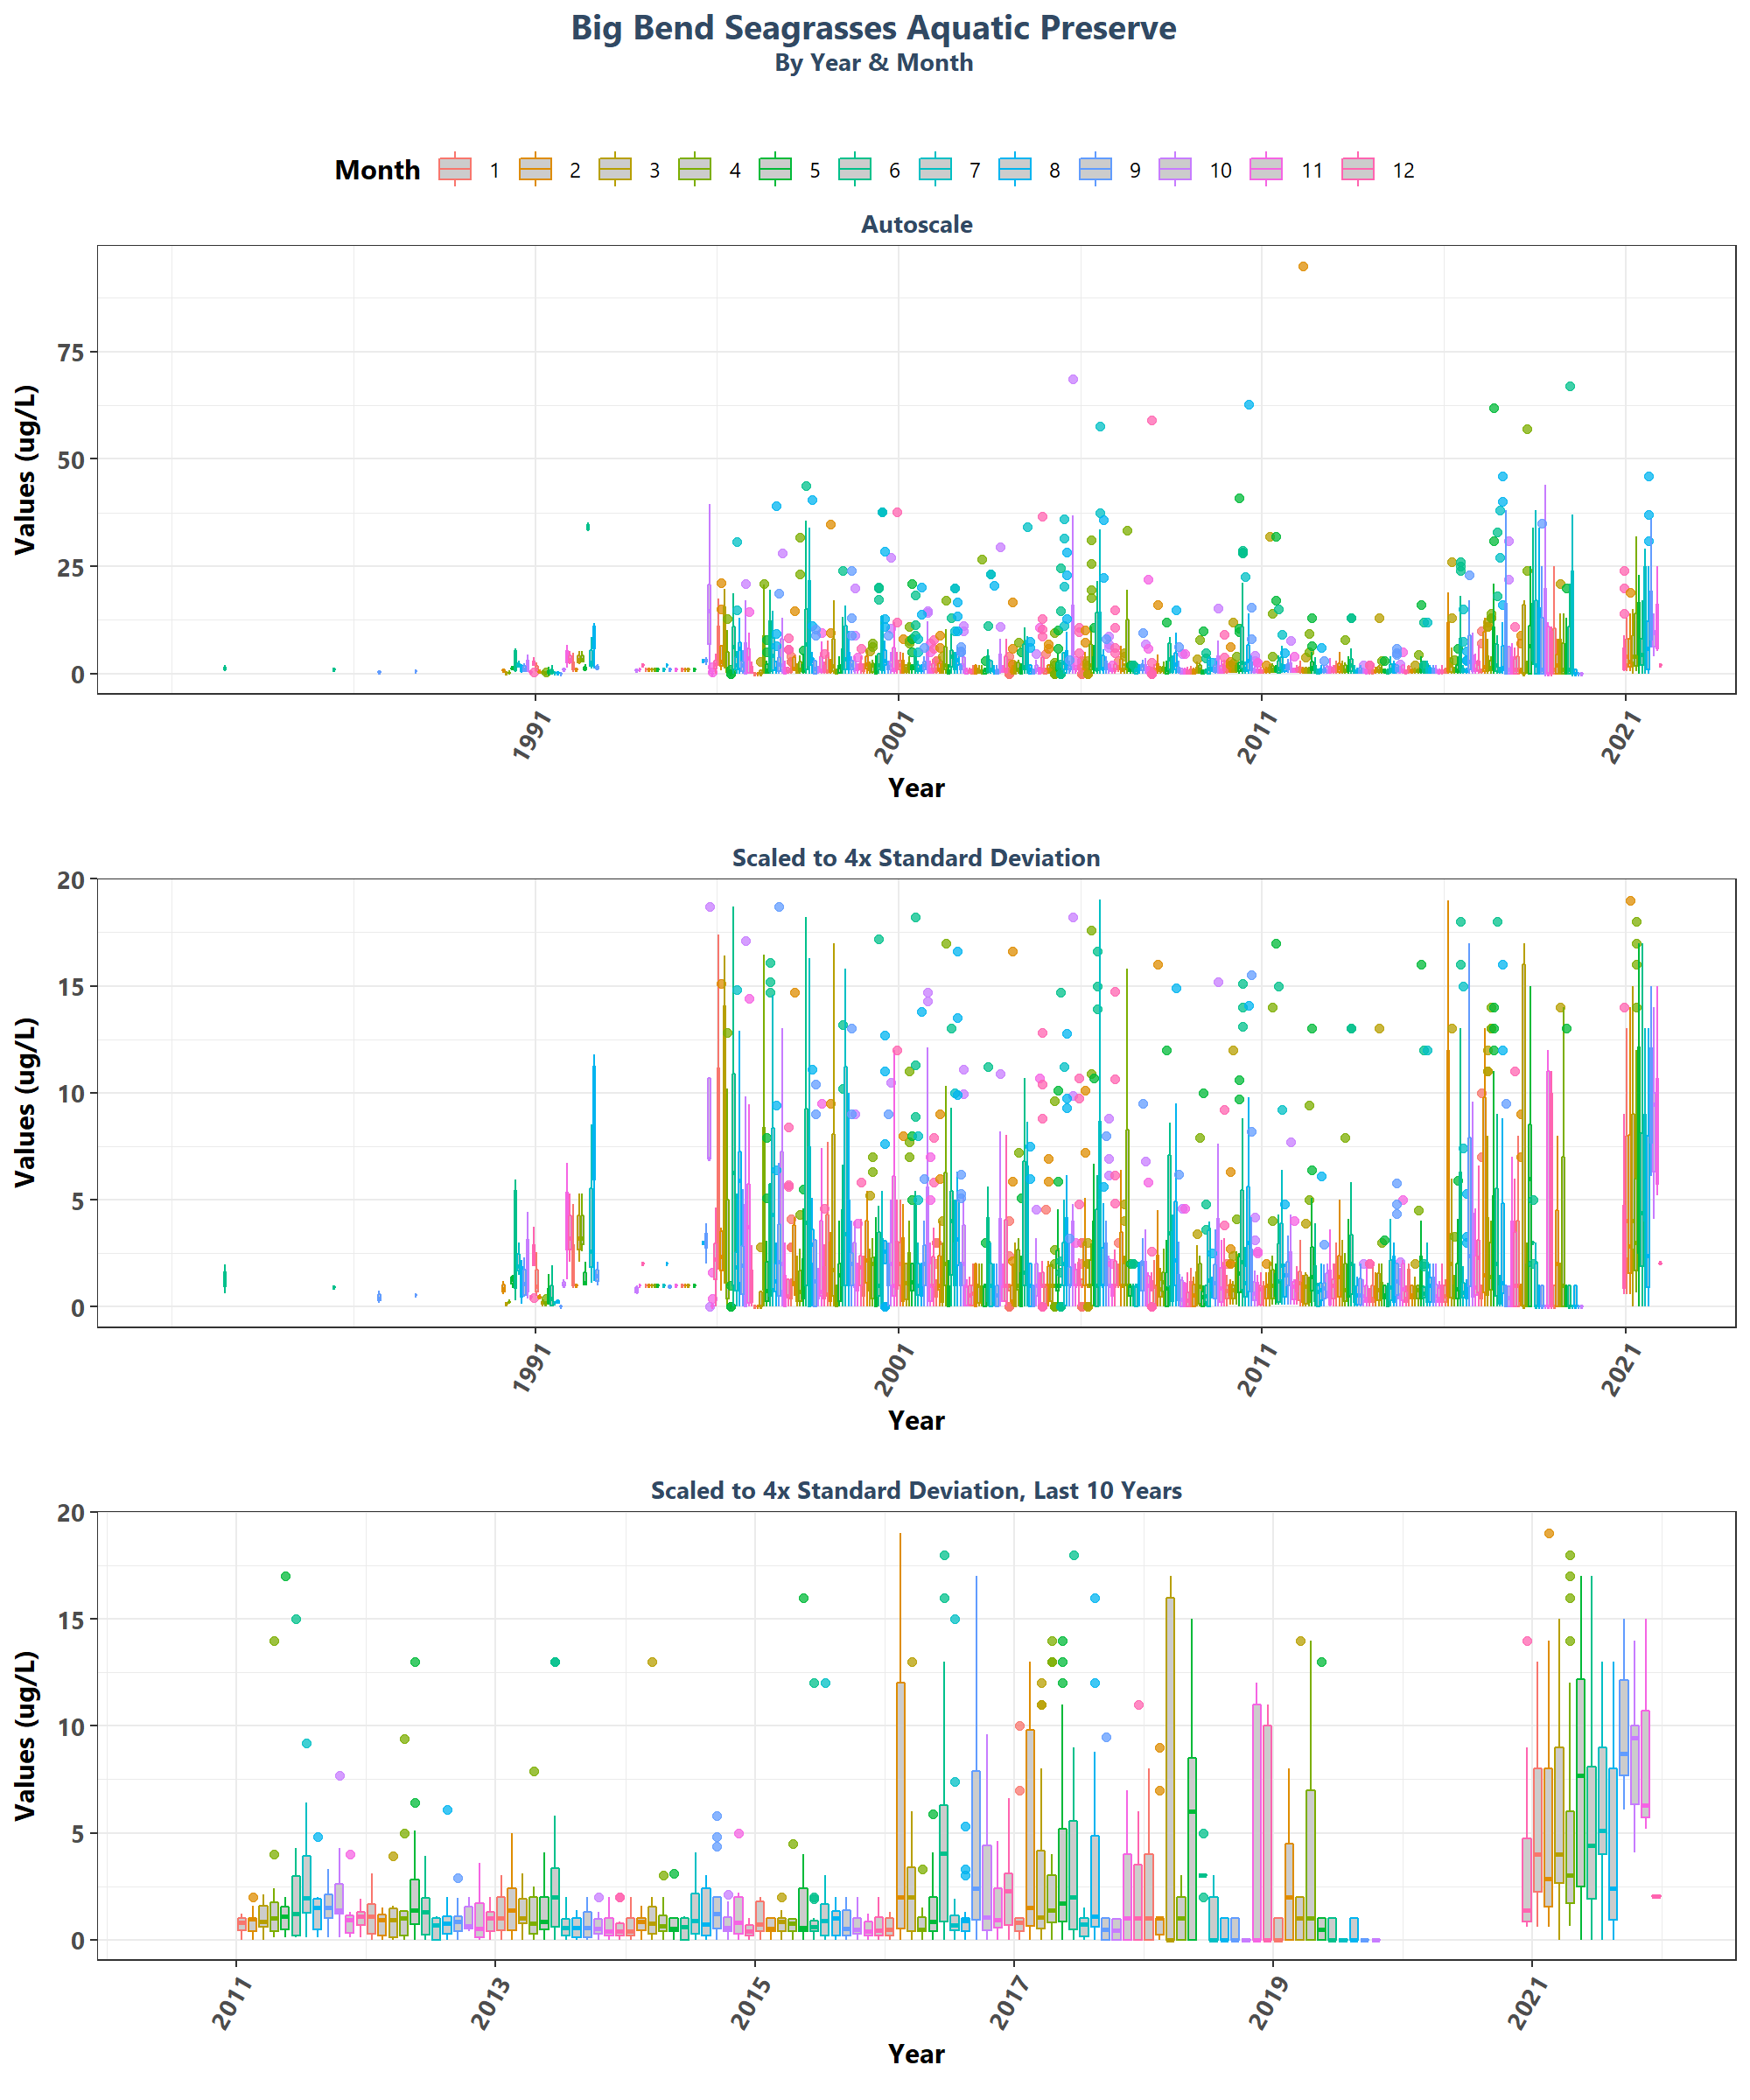 Big Bend Seagrasses Aquatic Preserve
By Year & Month
Month 1 2 3 4 5 6 7 8 9 10 11 12
Autoscale
Values (ug/L)
75
50
25
0
1991 2001 2011 2021
Year
Scaled to 4x Standard Deviation
Values (ug/L)
20
15
10
5
0
1991 2001 2011 2021
Year
Scaled to 4x Standard Deviation, Last 10 Years
Values (ug/L)
20
15
10
5
0
2011 2013 2015 2017 2019 2021
Year